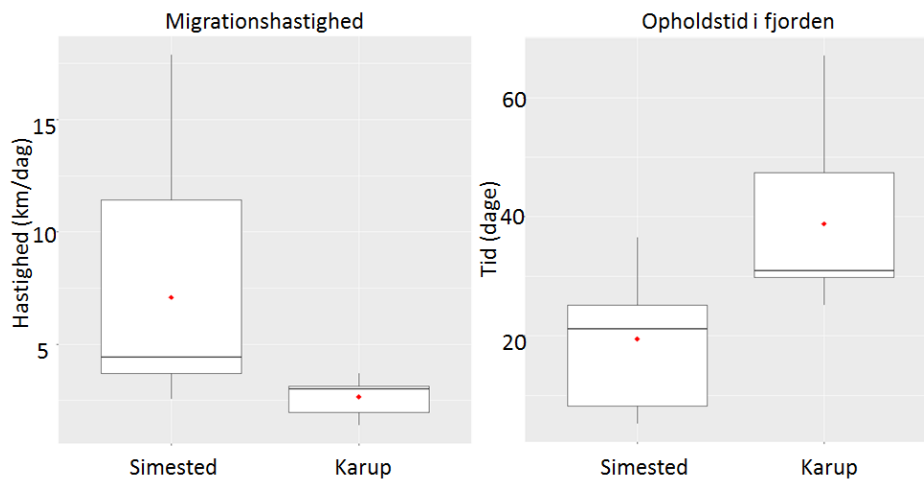 Migrationshastighed
Hastighed (km/dag)
15
10
5
Simested
Karup
Opholdstid i fjorden
Tid (dage)
60
40
20
Simested
Karup